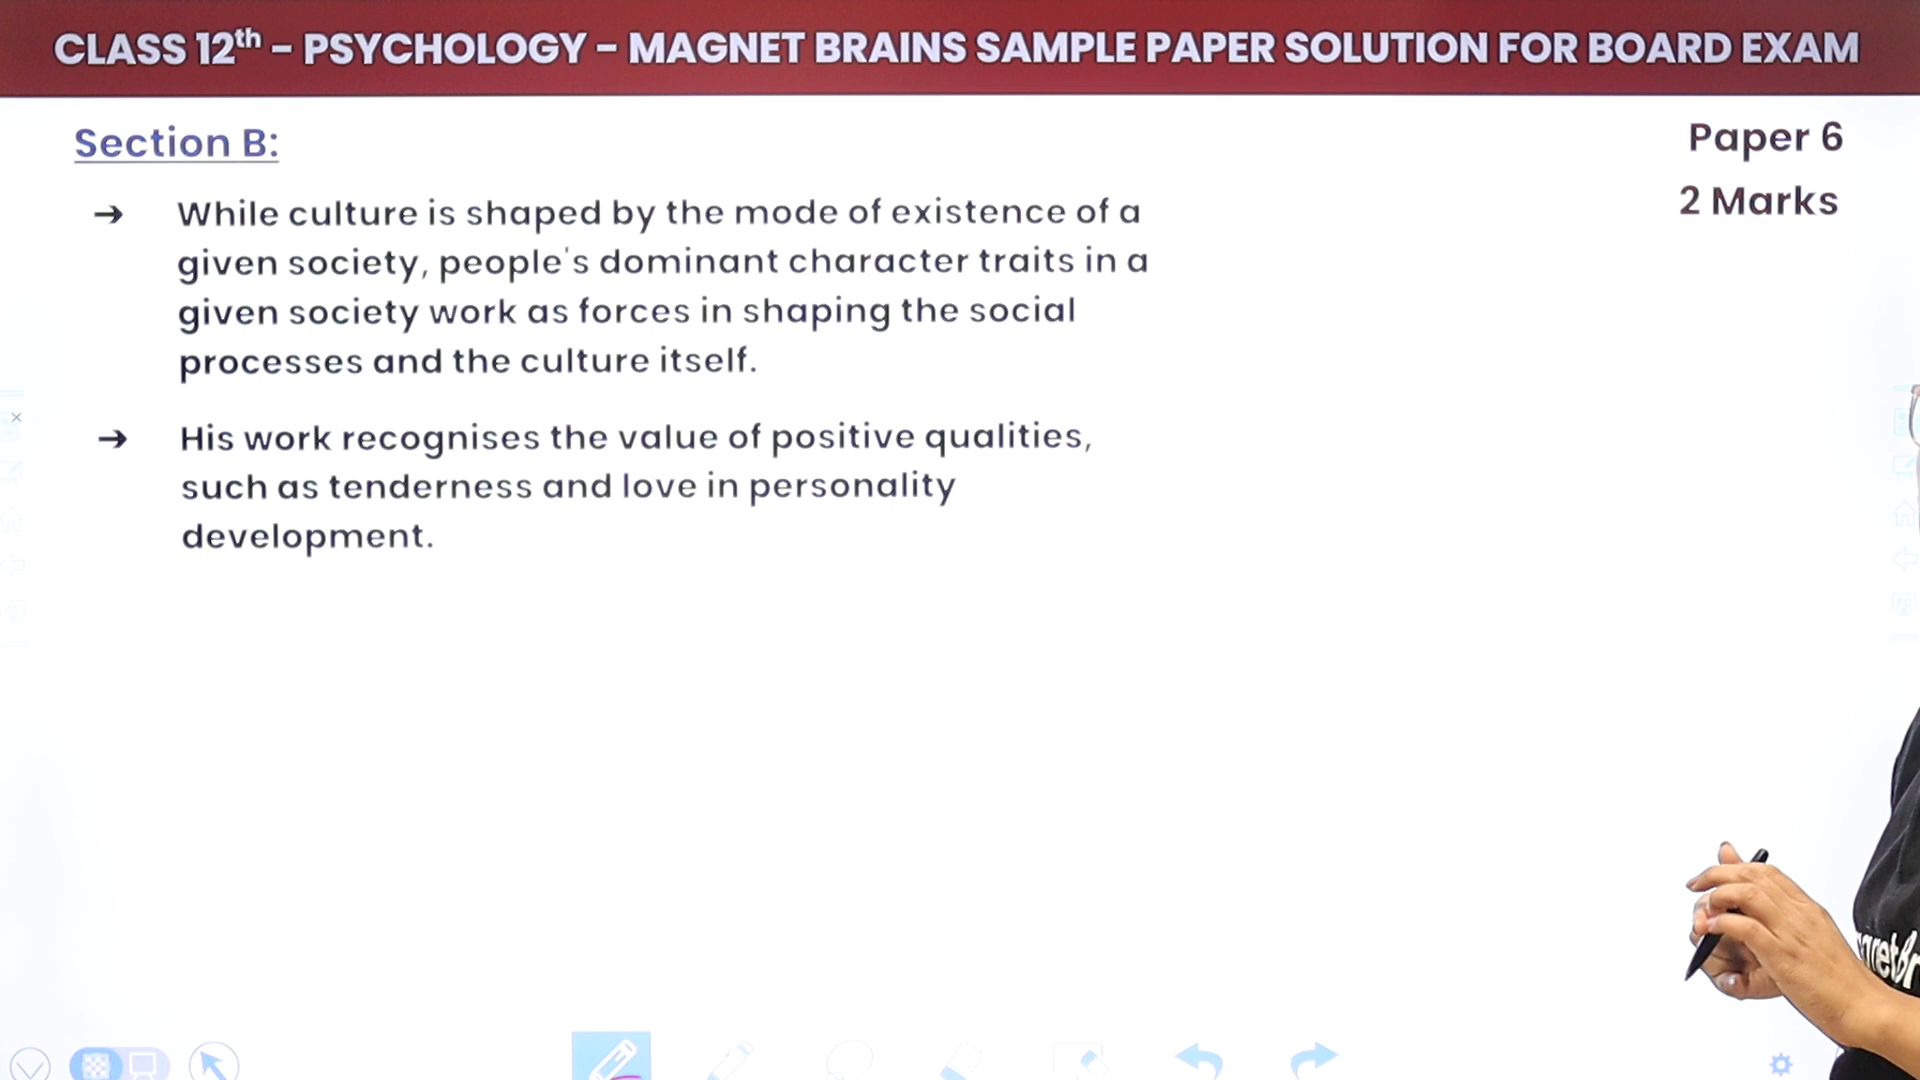 CLASS 12th – PSYCHOLOGY – MAGNET BRAINS SAMPLE PAPER SOLUTION FOR BOARD EXAM
Section B:
Paper 6
2 Marks
→ While culture is shaped by the mode of existence of a
given society, people's dominant character traits in a
given society work as forces in shaping the social
processes and the culture itself.
→ His work recognises the value of positive qualities,
such as tenderness and love in personality
development.